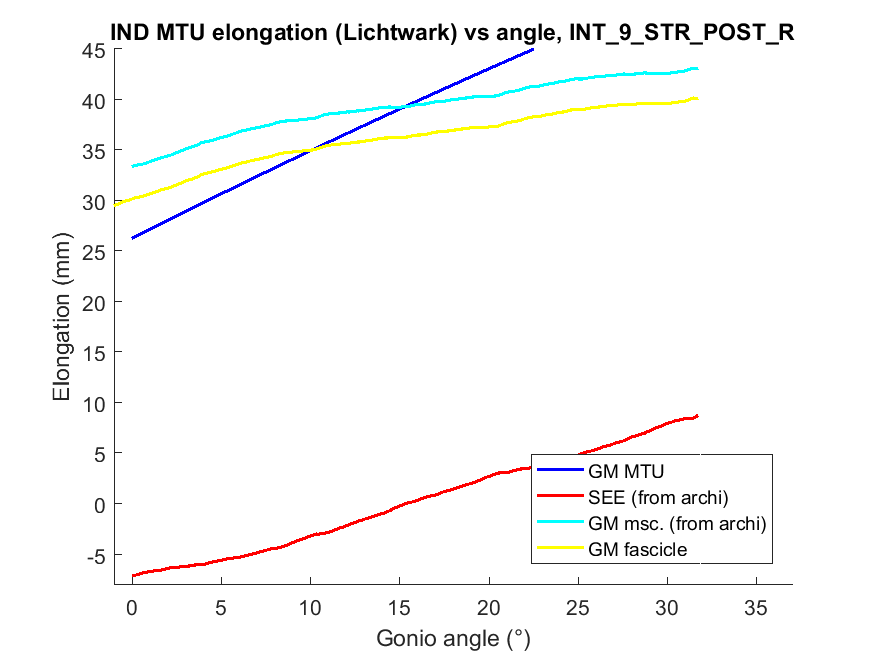 IND MTU elongation (Lichtwark) vs angle, INT_9_STR_POST_R
45
40
35
30
25
20
15
10
5
0
-5
Elongation (mm)
GM MTU
SEE (from archi)
GM msc. (from archi)
GM fascicle
0 5 10 15 20 25 30 35
Gonio angle (°)